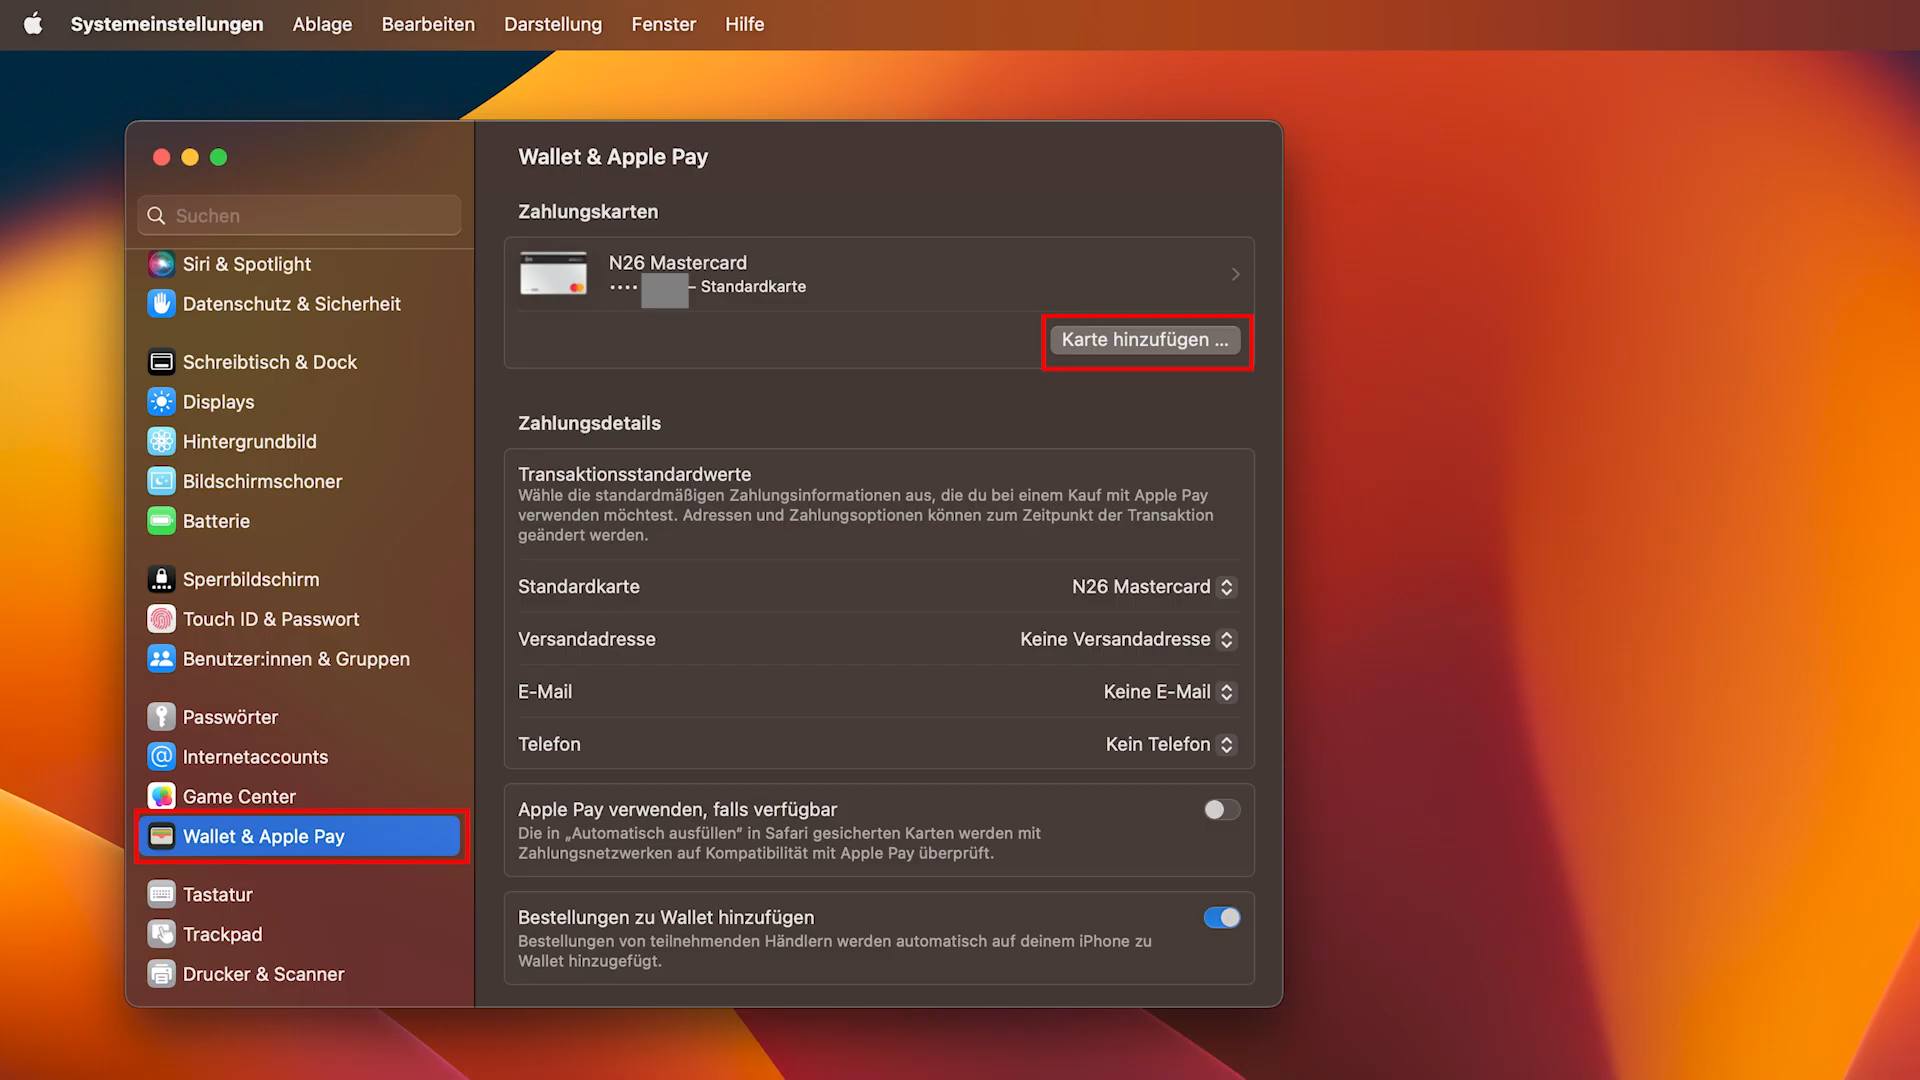 Systemeinstellungen Ablage Bearbeiten Darstellung Fenster Hilfe
Suchen
Siri & Spotlight
Datenschutz & Sicherheit
Schreibtisch & Dock
Displays
Hintergrundbild
Bildschirmschoner
Batterie
Sperrbildschirm
Touch ID & Passwort
Benutzer:innen & Gruppen
Passwörter
Internetaccounts
Game Center
Wallet & Apple Pay
Tastatur
Trackpad
Drucker & Scanner
Wallet & Apple Pay
Zahlungskarten
N26 Mastercard
•••• – Standardkarte
Karte hinzufügen ...
Zahlungsdetails
Transaktionsstandardwerte
Wähle die standardmäßigen Zahlungsinformationen aus, die du bei einem Kauf mit Apple Pay
verwenden möchtest. Adressen und Zahlungsoptionen können zum Zeitpunkt der Transaktion
geändert werden.
Standardkarte N26 Mastercard
Versandadresse Keine Versandadresse
E-Mail Keine E-Mail
Telefon Kein Telefon
Apple Pay verwenden, falls verfügbar
Die in „Automatisch ausfüllen“ in Safari gesicherten Karten werden mit
Zahlungsnetzwerken auf Kompatibilität mit Apple Pay überprüft.
Bestellungen zu Wallet hinzufügen
Bestellungen von teilnehmenden Händlern werden automatisch auf deinem iPhone zu
Wallet hinzugefügt.